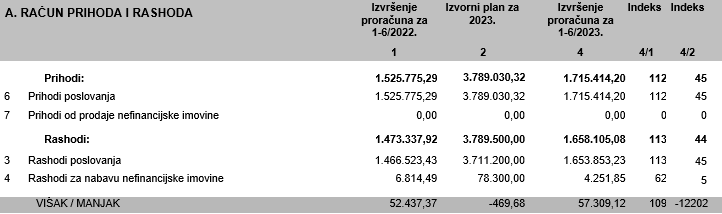 A. RAČUN PRIHODA I RASHODA Izvršenje proračuna za 1-6/2022. Izvorni plan za 2023. Izvršenje proračuna za 1-6/2023. Indeks Indeks
1 2 4 4/1 4/2
Prihodi: 1.525.775,29 3.789.030,32 1.715.414,20 112 45
6 Prihodi poslovanja 1.525.775,29 3.789.030,32 1.715.414,20 112 45
7 Prihodi od prodaje nefinancijske imovine 0,00 0,00 0,00 0 0
Rashodi: 1.473.337,92 3.789.500,00 1.658.105,08 113 44
3 Rashodi poslovanja 1.466.523,43 3.711.200,00 1.653.853,23 113 45
4 Rashodi za nabavu nefinancijske imovine 6.814,49 78.300,00 4.251,85 62 5
VIŠAK / MANJAK 52.437,37 -469,68 57.309,12 109 -12202